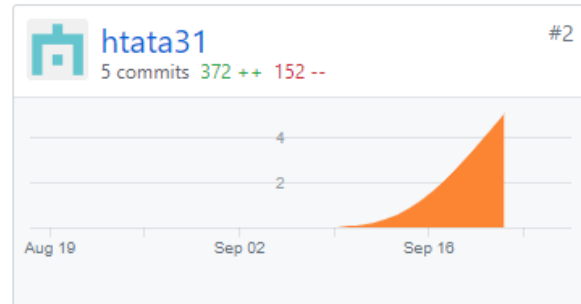 htata31 #2
5 commits 372 ++ 152 --
4
2
Aug 19 Sep 02 Sep 16